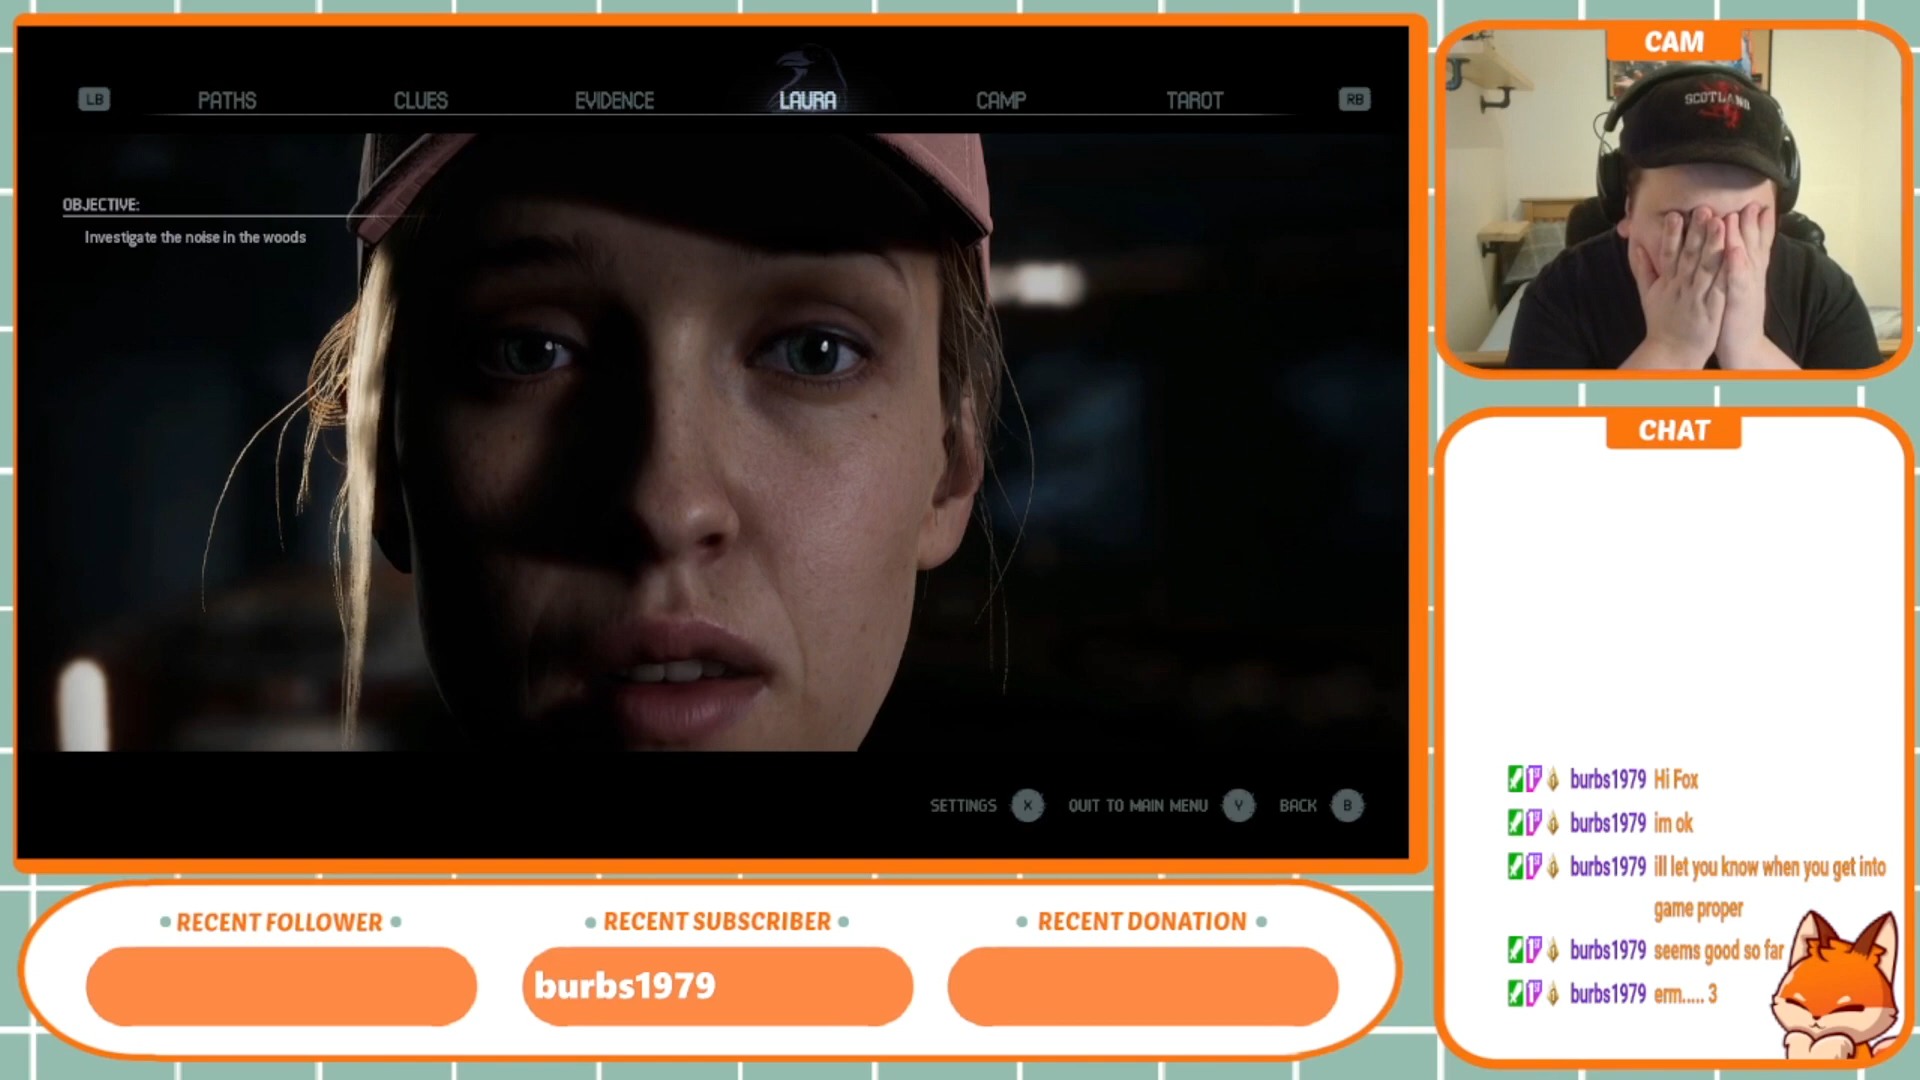 LB
PATHS
CLUES
EVIDENCE
LAURA
CAMP
TAROT
RB
OBJECTIVE:
Investigate the noise in the woods
SETTINGS X
QUIT TO MAIN MENU Y
BACK B
CAM
SCOTLAND
CHAT
burbs1979 Hi Fox
burbs1979 im ok
burbs1979 ill let you know when you get into
game proper
burbs1979 seems good so far
burbs1979 erm..... 3
RECENT FOLLOWER
RECENT SUBSCRIBER
RECENT DONATION
burbs1979